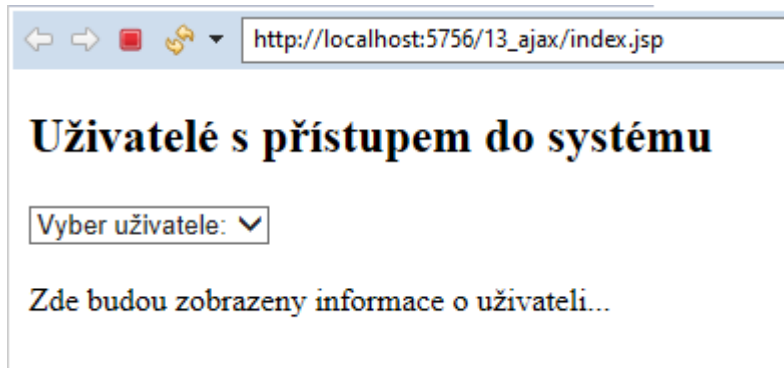 http://localhost:5756/13_ajax/index.jsp
Uživatelé s přístupem do systému
Vyber uživatele:
Zde budou zobrazeny informace o uživateli...